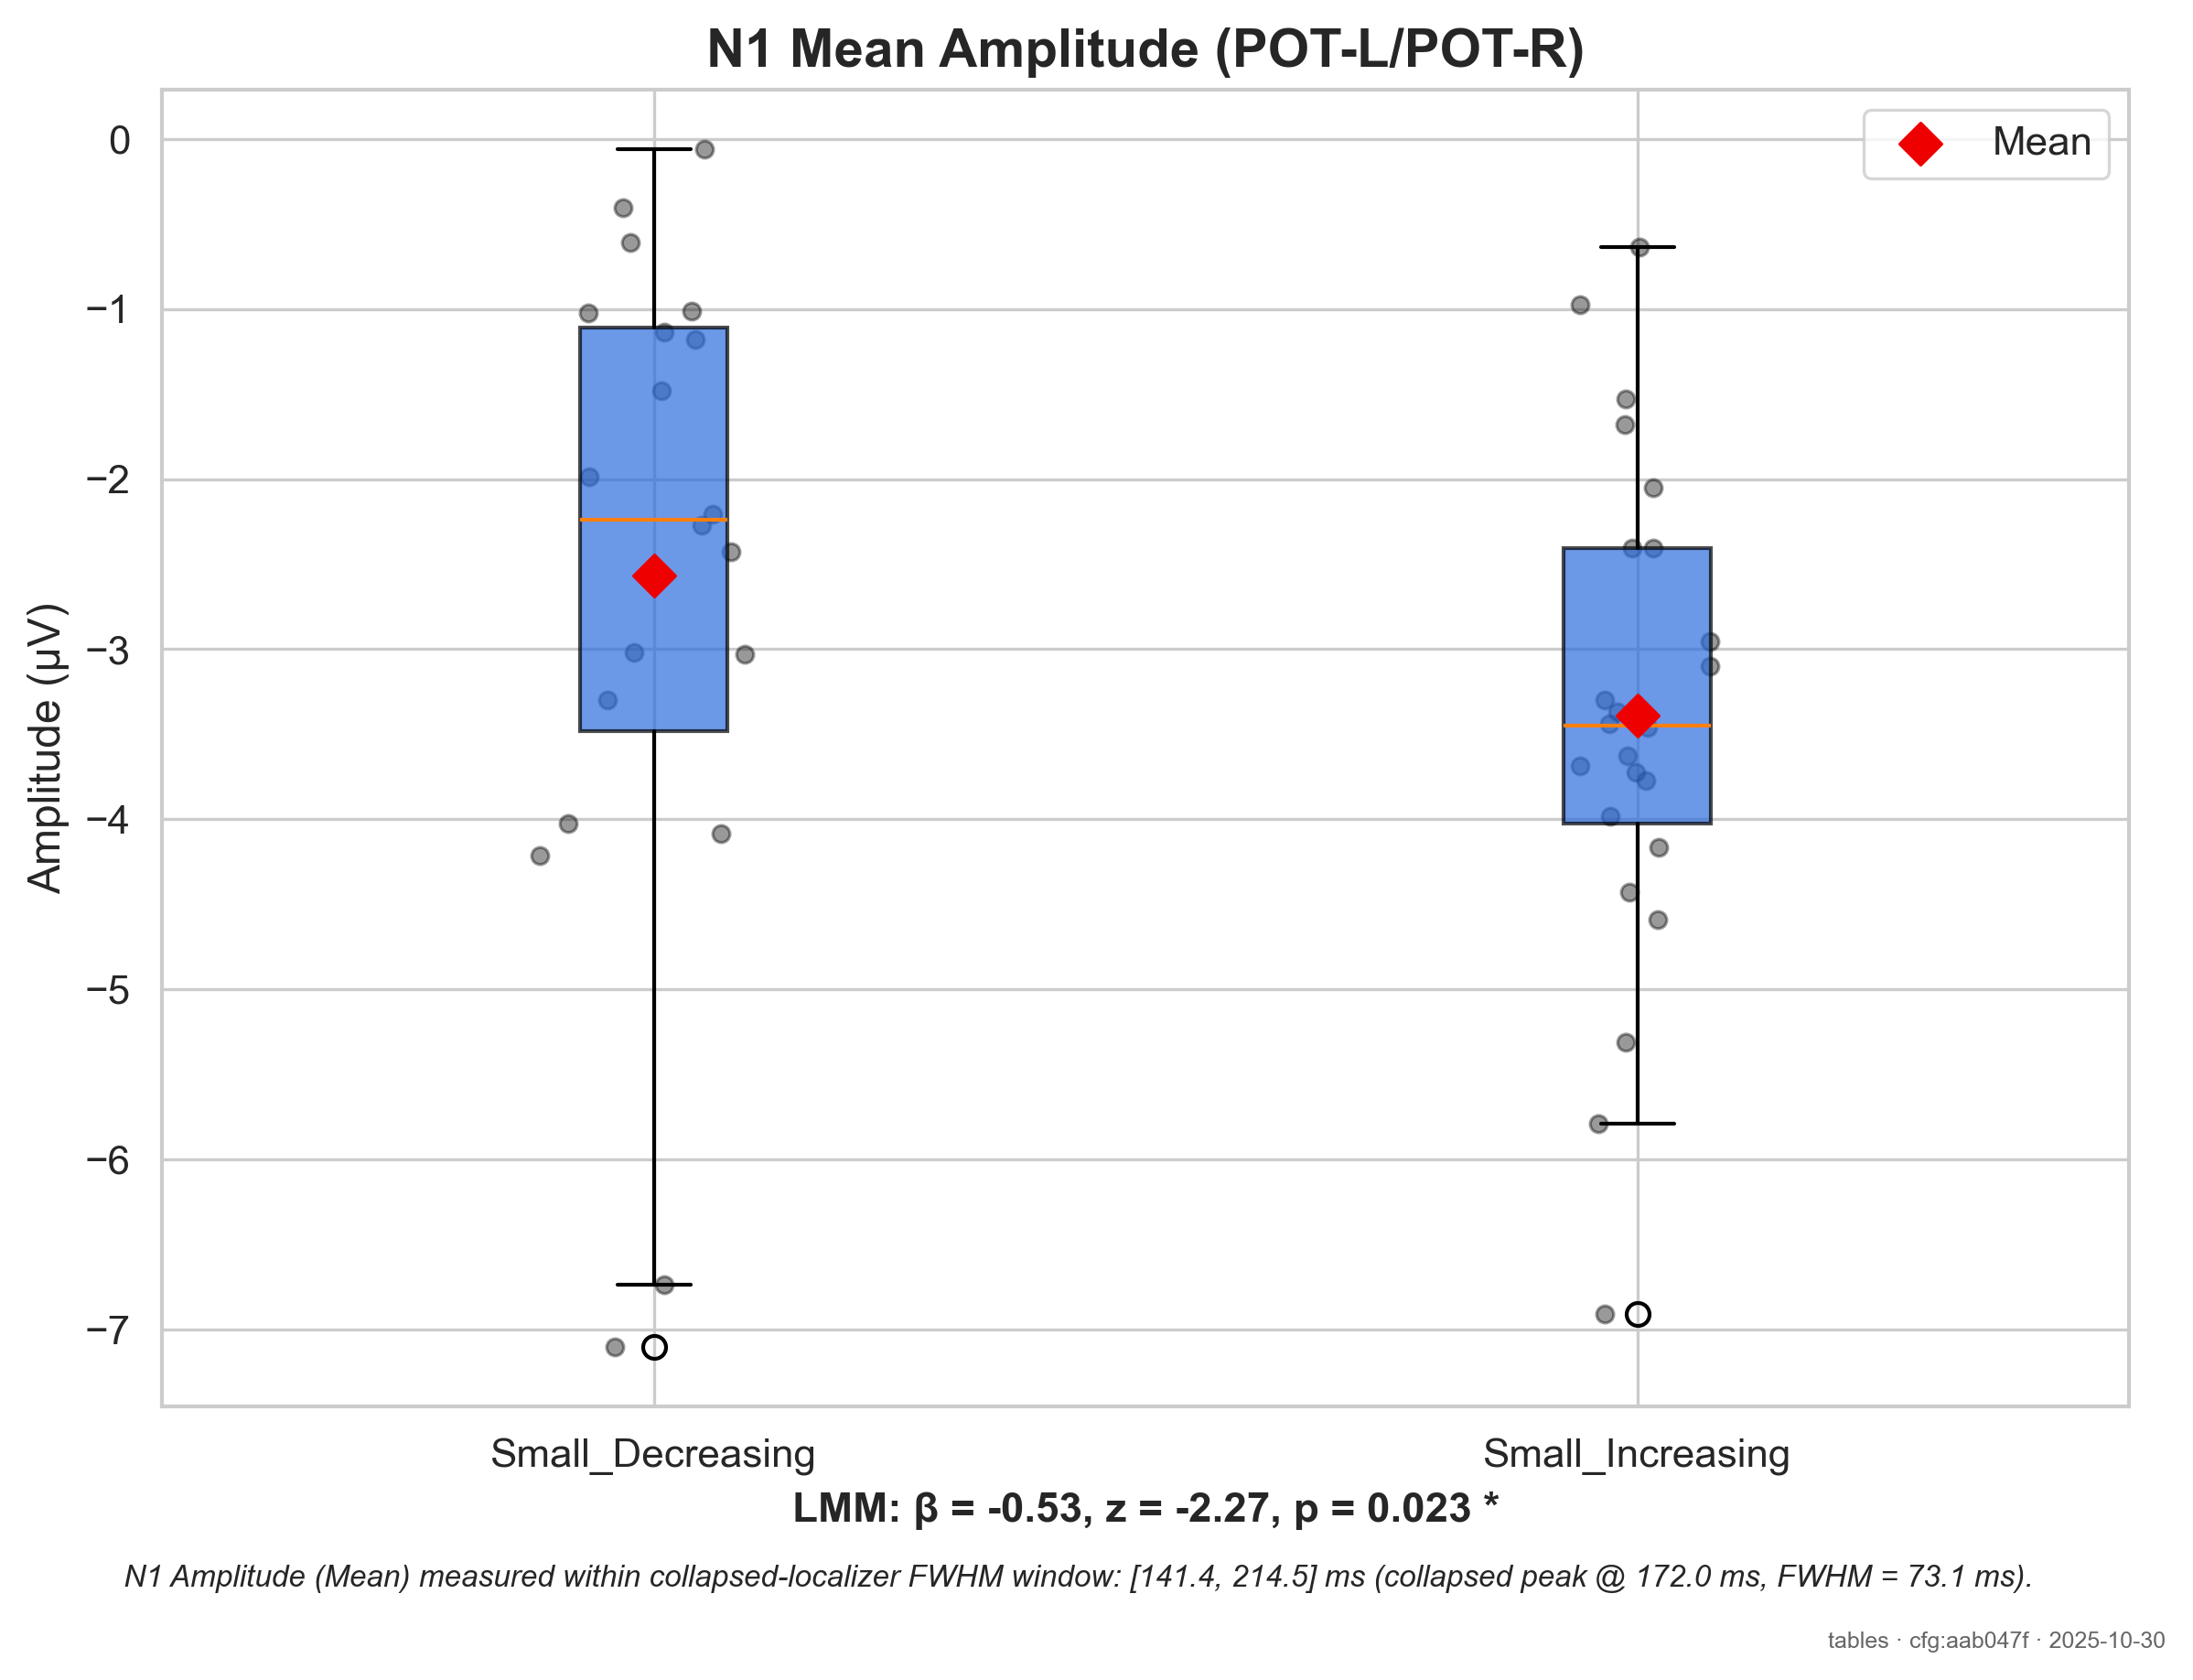 N1 Mean Amplitude (POT-L/POT-R)
Mean
0
−1
−2
−3
−4
−5
−6
−7
Amplitude (μV)
Small_Decreasing
Small_Increasing
LMM: β = -0.53, z = -2.27, p = 0.023 *
N1 Amplitude (Mean) measured within collapsed-localizer FWHM window: [141.4, 214.5] ms (collapsed peak @ 172.0 ms, FWHM = 73.1 ms).
tables · cfg:aab047f · 2025-10-30